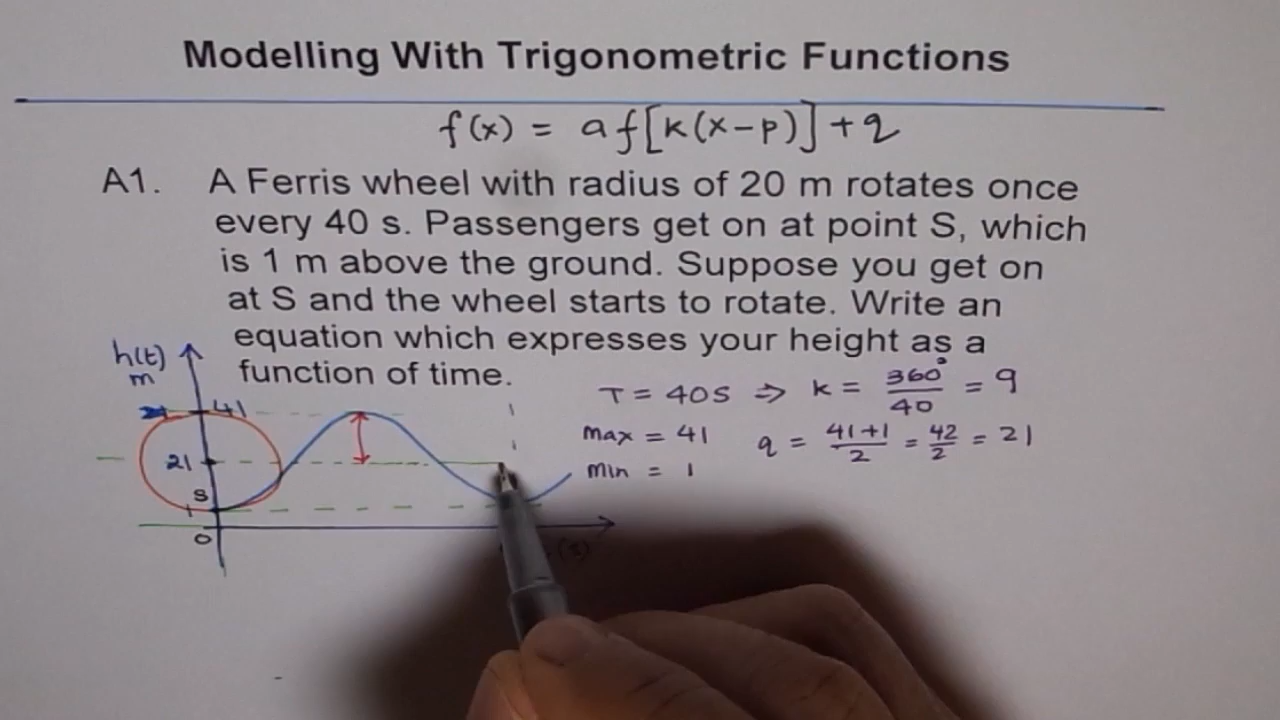 Modelling With Trigonometric Functions
f(x) = af[k(x-p)]+q
A1. A Ferris wheel with radius of 20 m rotates once
every 40 s. Passengers get on at point S, which
is 1 m above the ground. Suppose you get on
at S and the wheel starts to rotate. Write an
equation which expresses your height as a
function of time.
h(t)
m
41
21
S
1
0
T = 40s ⇒ k = 360°/40 = 9
max = 41
q = (41+1)/2 = 42/2 = 21
min = 1